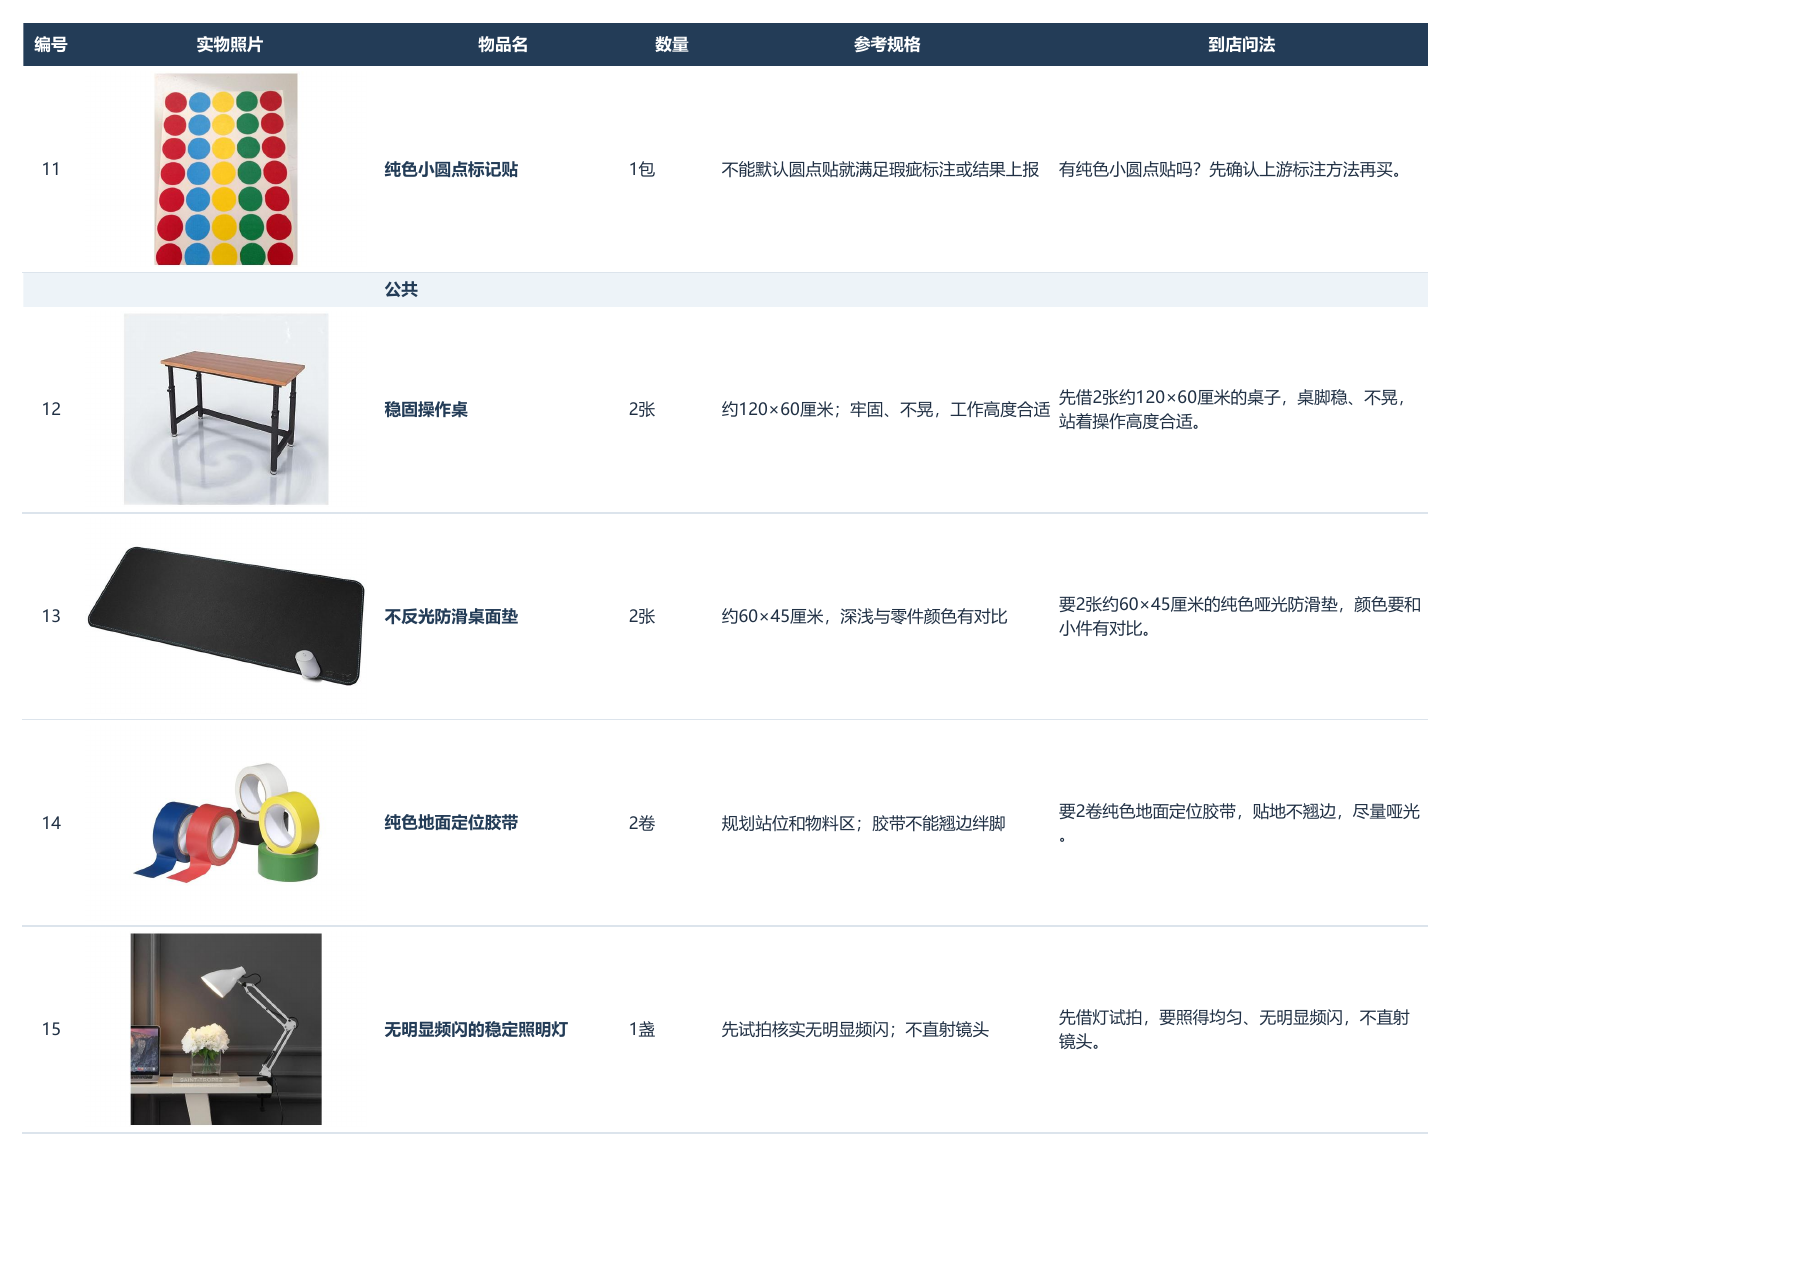 编号 实物照片 物品名 数量 参考规格 到店问法
11 纯色小圆点标记贴 1包 不能默认圆点贴就满足瑕疵标注或结果上报 有纯色小圆点贴吗？先确认上游标注方法再买。
公共
12 稳固操作桌 2张 约120×60厘米；牢固、不晃，工作高度合适 先借2张约120×60厘米的桌子，桌脚稳、不晃，
站着操作高度合适。
13 不反光防滑桌面垫 2张 约60×45厘米，深浅与零件颜色有对比 要2张约60×45厘米的纯色哑光防滑垫，颜色要和
小件有对比。
14 纯色地面定位胶带 2卷 规划站位和物料区；胶带不能翘边绊脚 要2卷纯色地面定位胶带，贴地不翘边，尽量哑光
。
15 无明显频闪的稳定照明灯 1盏 先试拍核实无明显频闪；不直射镜头 先借灯试拍，要照得均匀、无明显频闪，不直射
镜头。